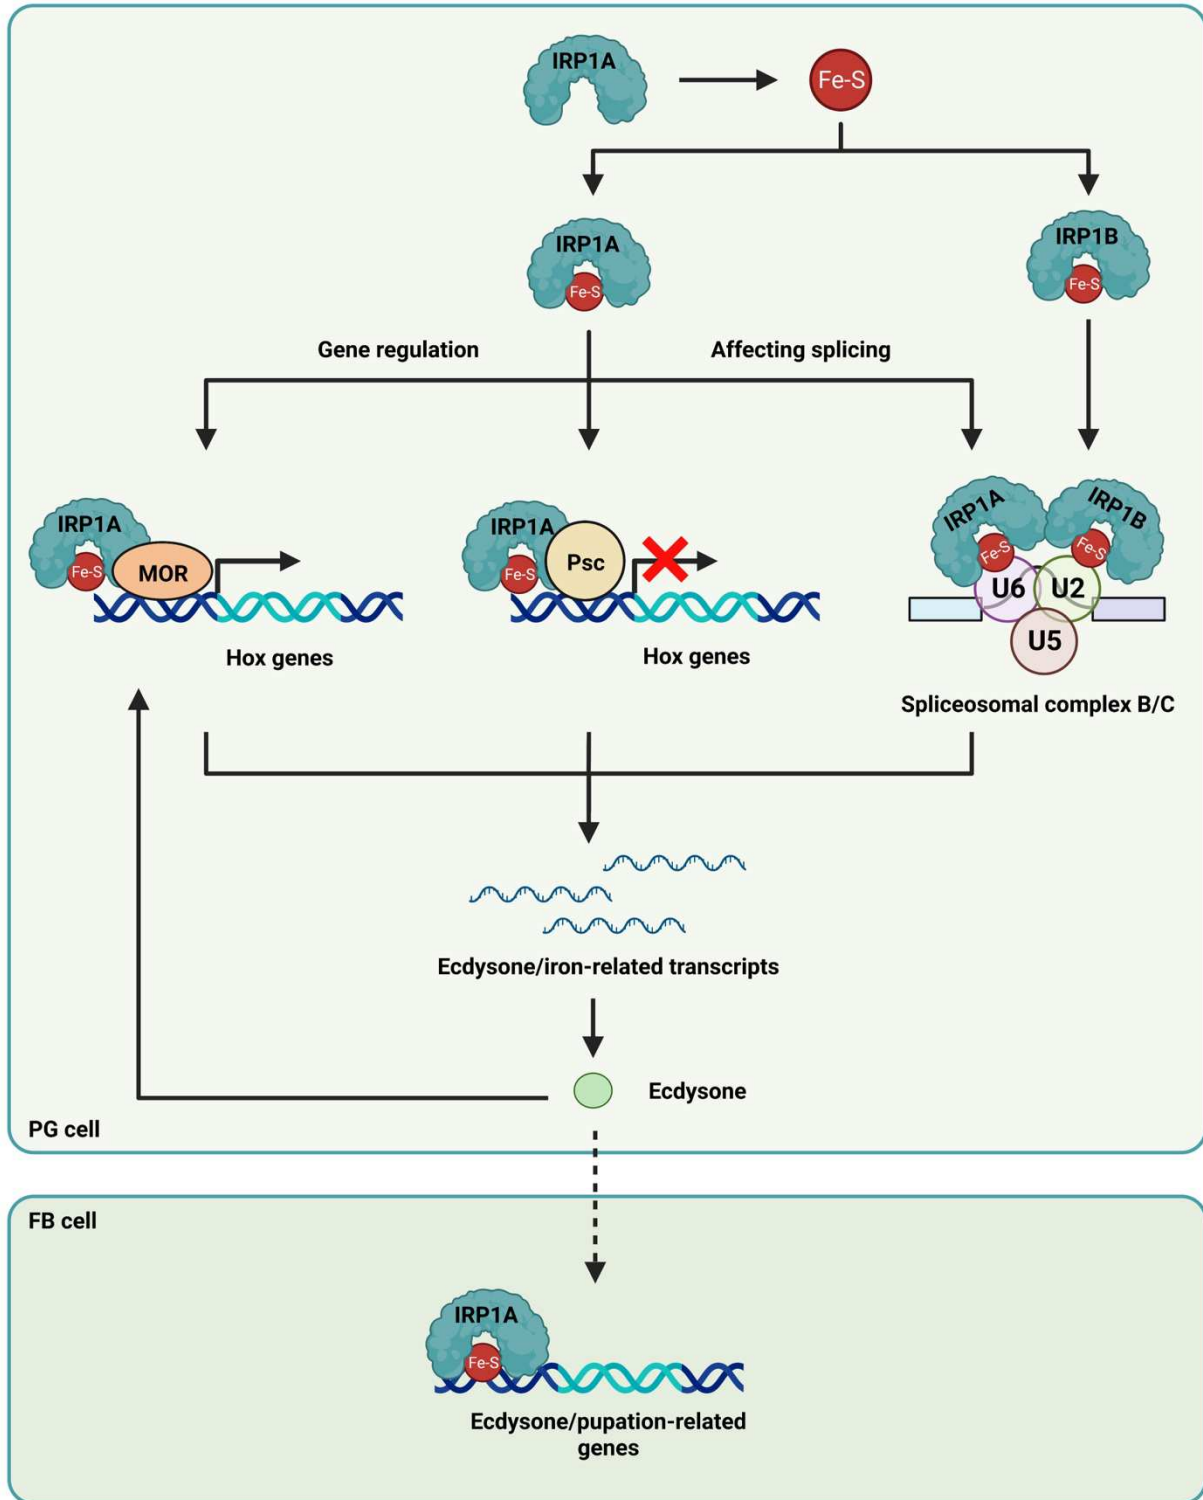 IRP1A
Fe-S
IRP1A
Fe-S
IRP1B
Fe-S
Gene regulation
Affecting splicing
IRP1A
Fe-S
MOR
Hox genes
IRP1A
Fe-S
Psc
Hox genes
IRP1A
Fe-S
IRP1B
Fe-S
U6
U2
U5
Spliceosomal complex B/C
Ecdysone/iron-related transcripts
Ecdysone
PG cell
FB cell
IRP1A
Fe-S
Ecdysone/pupation-related
genes